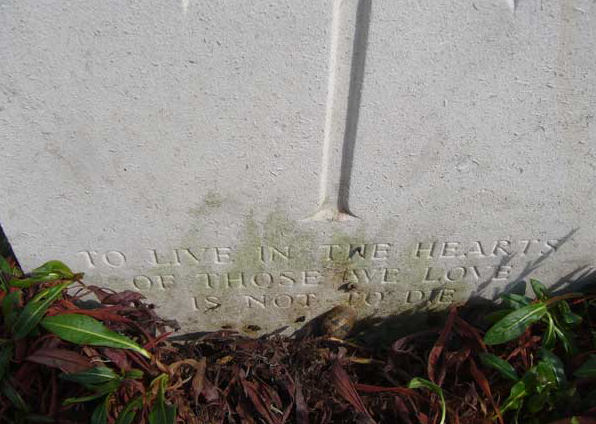 TO LIVE IN THE HEARTS
OF THOSE WE LOVE
IS NOT TO DIE